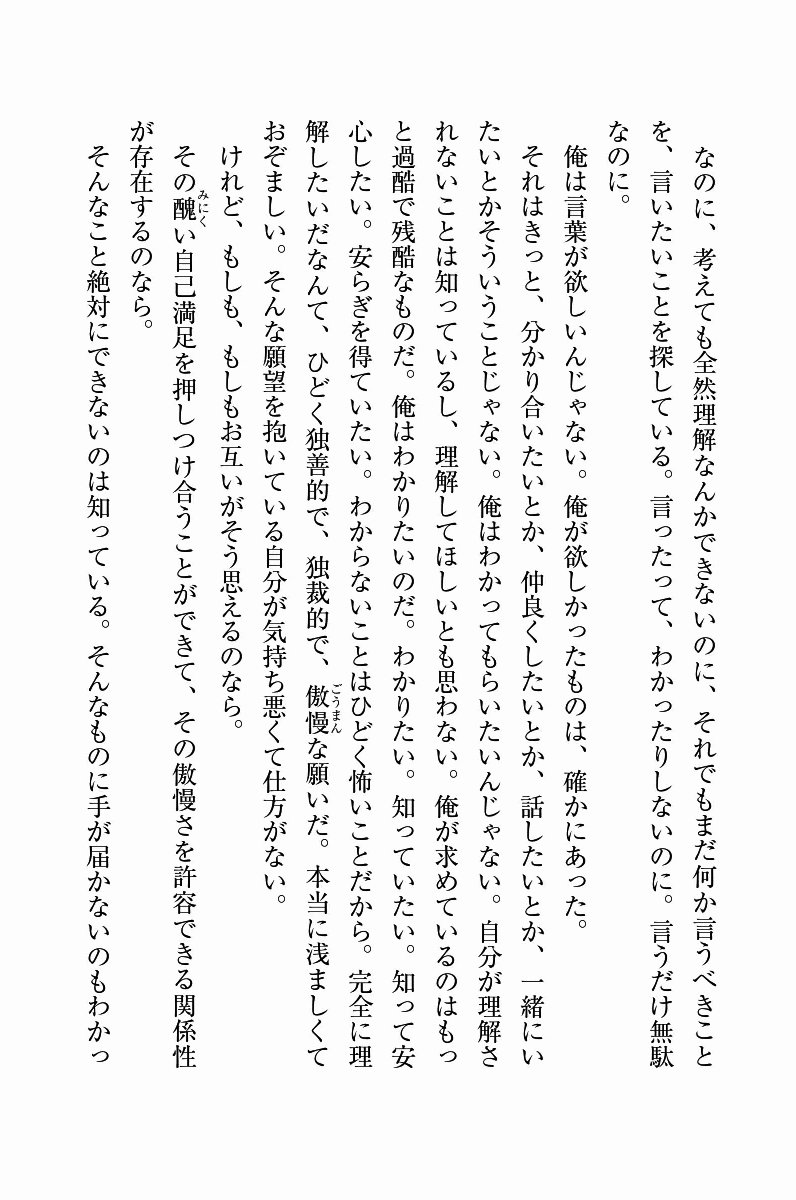 なのに、考えても全然理解なんかできないのに、それでもまだ何か言うべきこと
を、言いたいことを探している。言ったって、わかったりしないのに。言うだけ無駄
なのに。
俺は言葉が欲しいんじゃない。俺が欲しかったものは、確かにあった。
それはきっと、分かり合いたいとか、仲良くしたいとか、話したいとか、一緒にい
たいとかそういうことじゃない。俺はわかってもらいたいんじゃない。自分が理解さ
れないことは知っているし、理解してほしいとも思わない。俺が求めているのはもっ
と過酷で残酷なものだ。俺はわかりたいのだ。わかりたい。知っていたい。知って安
心したい。安らぎを得ていたい。わからないことはひどく怖いことだから。完全に理
解したいだなんて、ひどく独善的で、独裁的で、傲慢ごうまんな願いだ。本当に浅ましくて
おぞましい。そんな願望を抱いている自分が気持ち悪くて仕方がない。
けれど、もしも、もしもお互いがそう思えるのなら。
その醜みにくい自己満足を押しつけ合うことができて、その傲慢さを許容できる関係性
が存在するのなら。
そんなこと絶対にできないのは知っている。そんなものに手が届かないのもわかっ